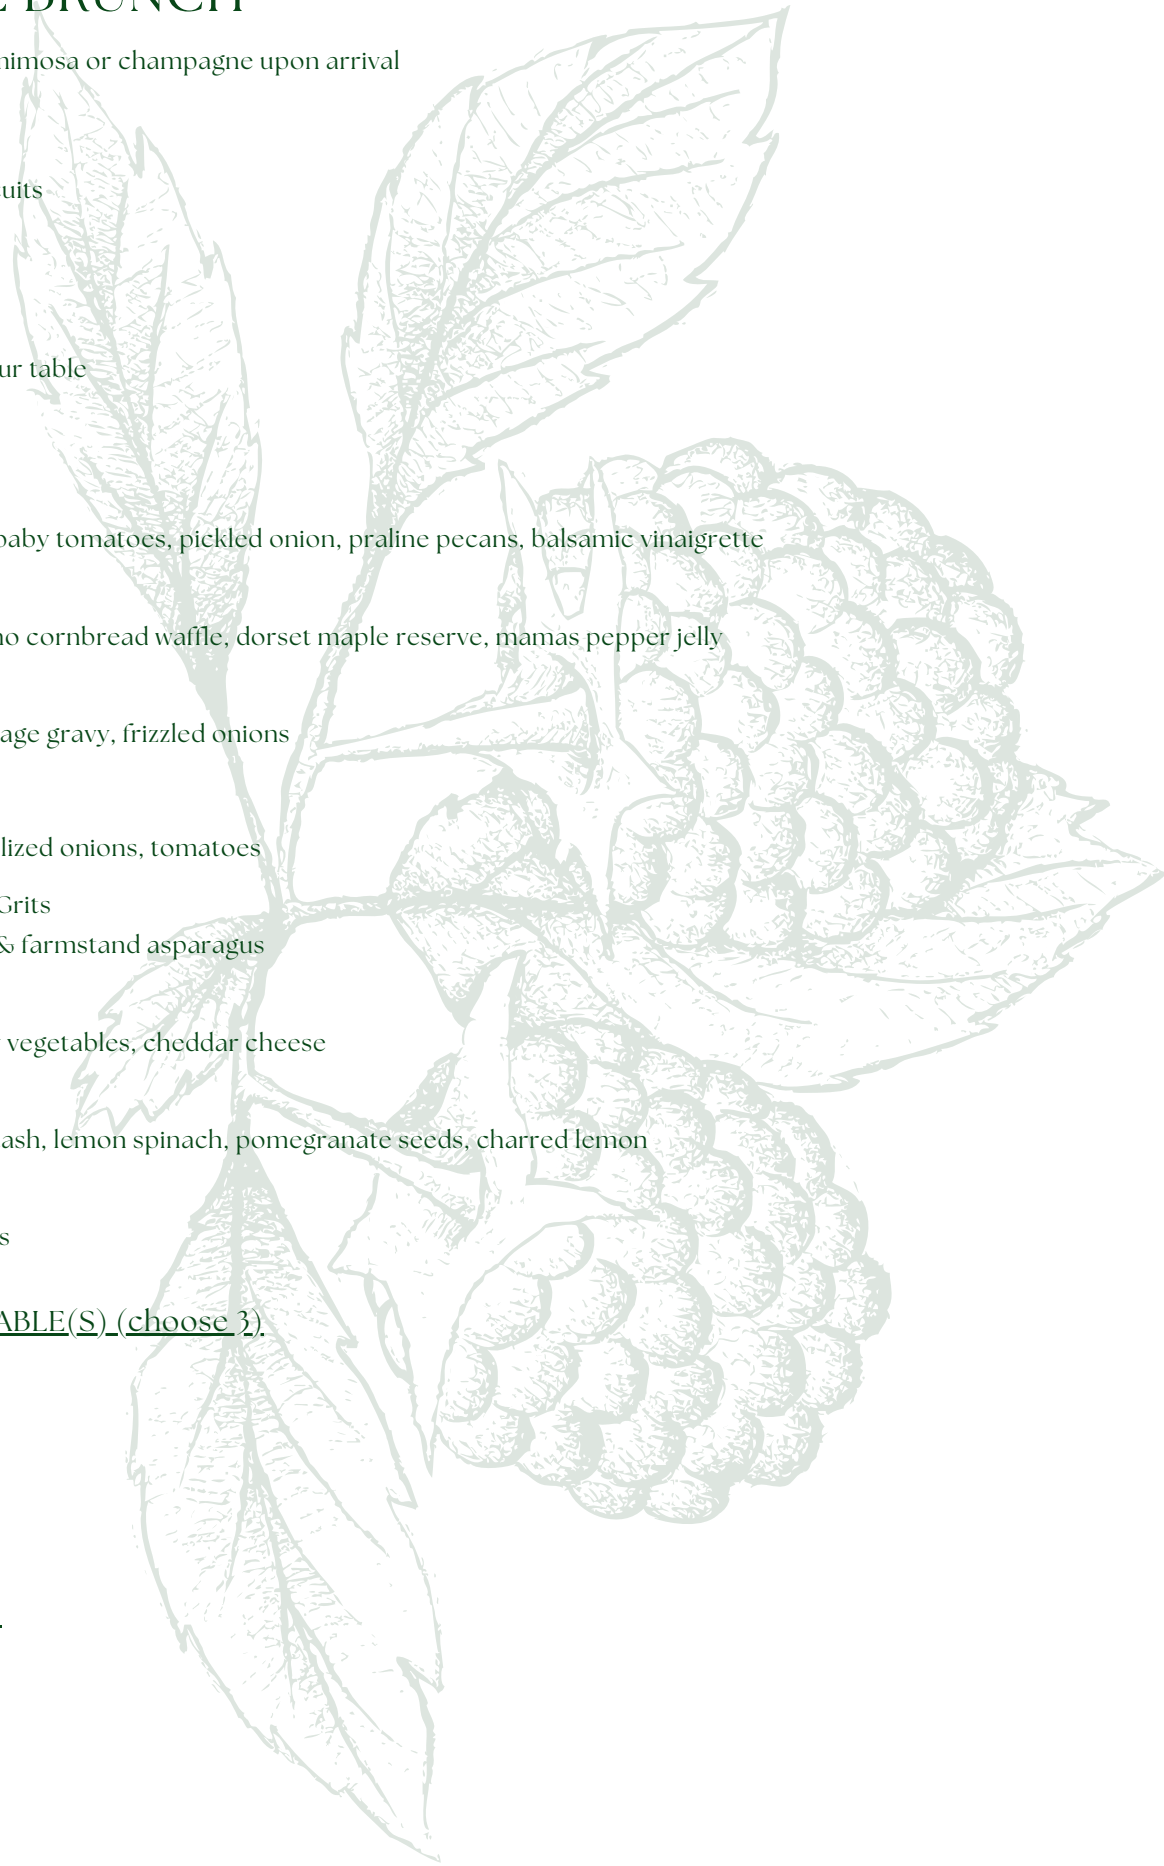 E BRUNCH
mimosa or champagne upon arrival
uits
ur table
baby tomatoes, pickled onion, praline pecans, balsamic vinaigrette
no cornbread waffle, dorset maple reserve, mamas pepper jelly
age gravy, frizzled onions
lized onions, tomatoes
Grits
& farmstand asparagus
vegetables, cheddar cheese
ash, lemon spinach, pomegranate seeds, charred lemon
s
ABLE(S) (choose 3)